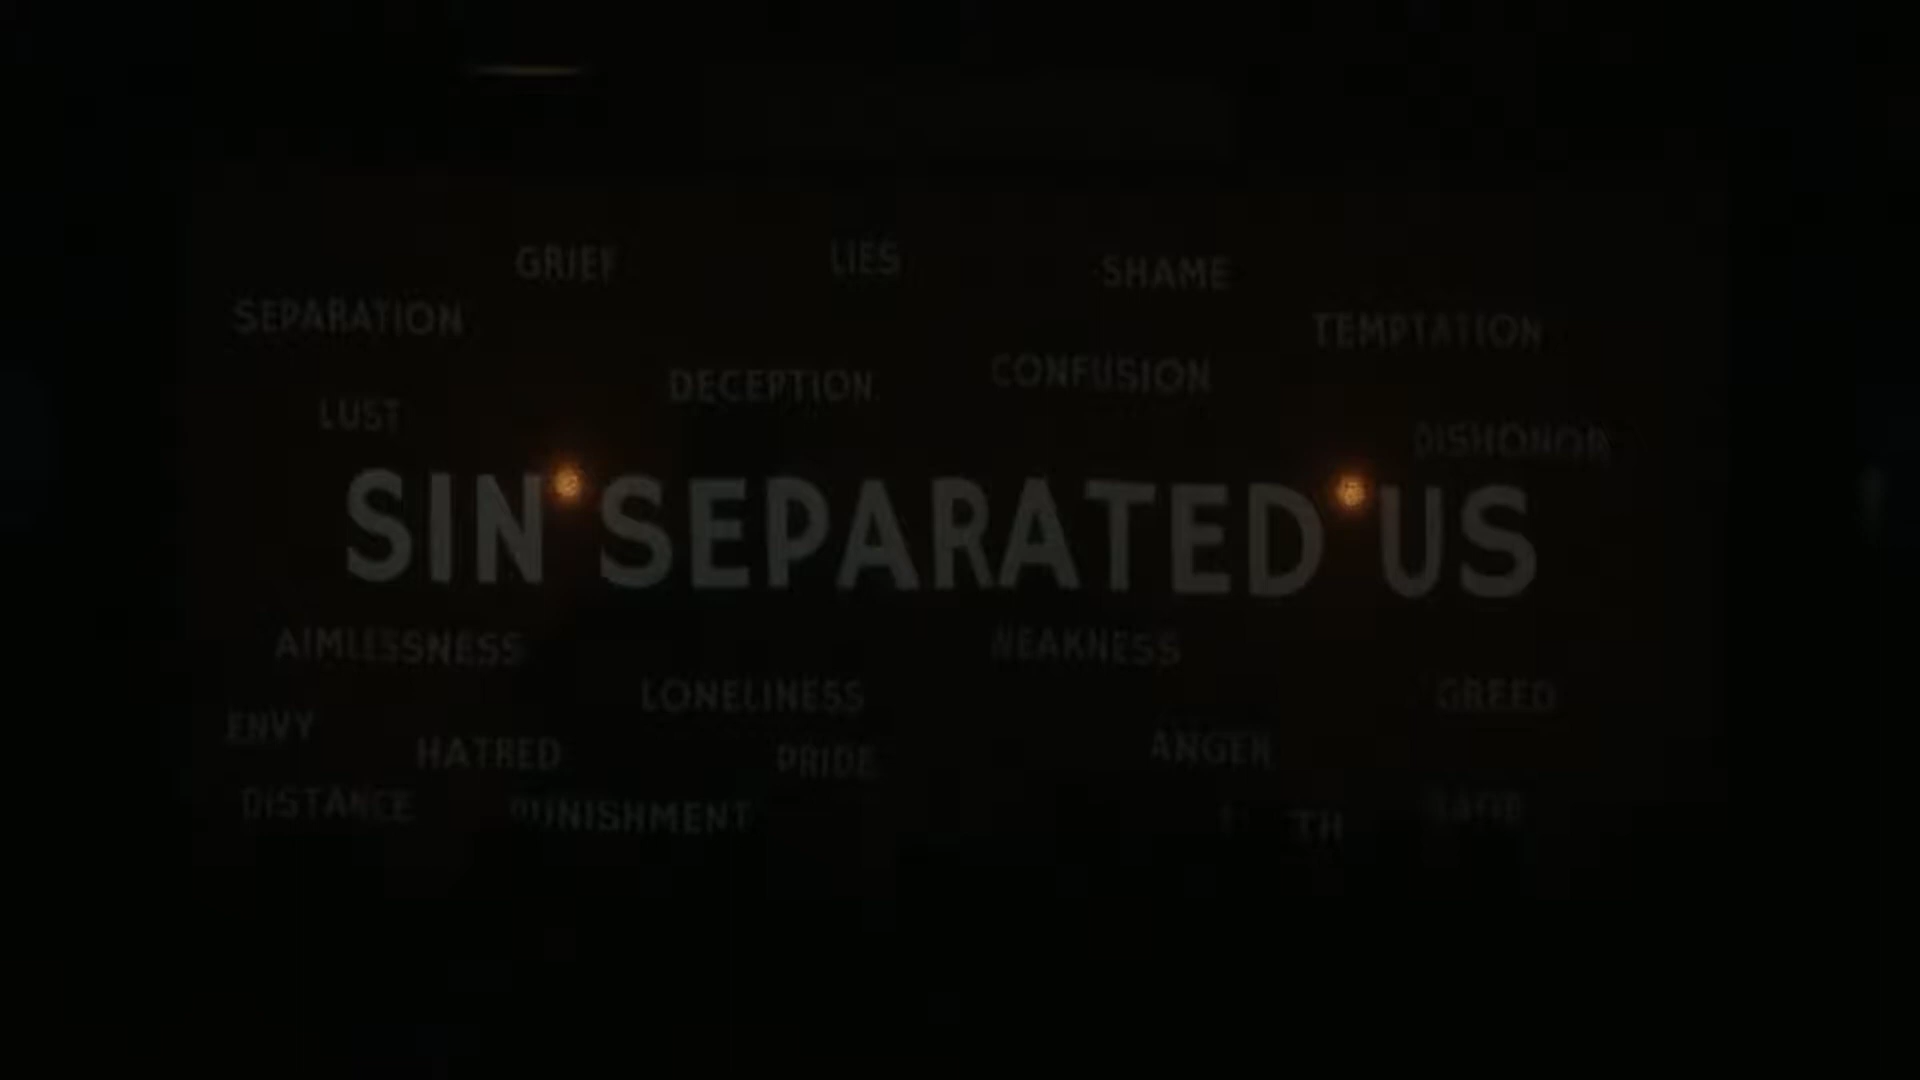 GRIEF LIES SHAME
SEPARATION TEMPTATION
DECEPTION CONFUSION
LUST DISHONOR
SIN SEPARATED US
AIMLESSNESS WEAKNESS
LONELINESS GREED
ENVY HATRED PRIDE ANGER
DISTANCE PUNISHMENT